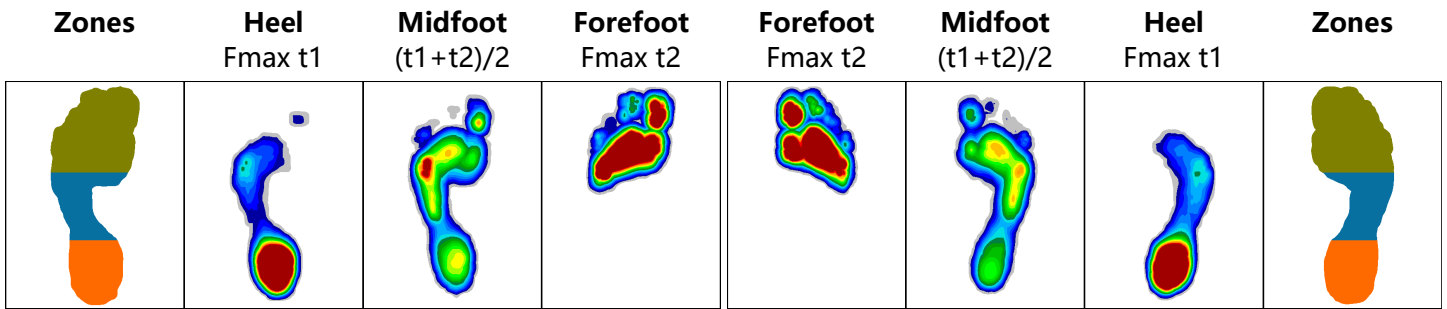 Zones Heel Midfoot Forefoot Forefoot Midfoot Heel Zones
Fmax t1 (t1+t2)/2 Fmax t2 Fmax t2 (t1+t2)/2 Fmax t1